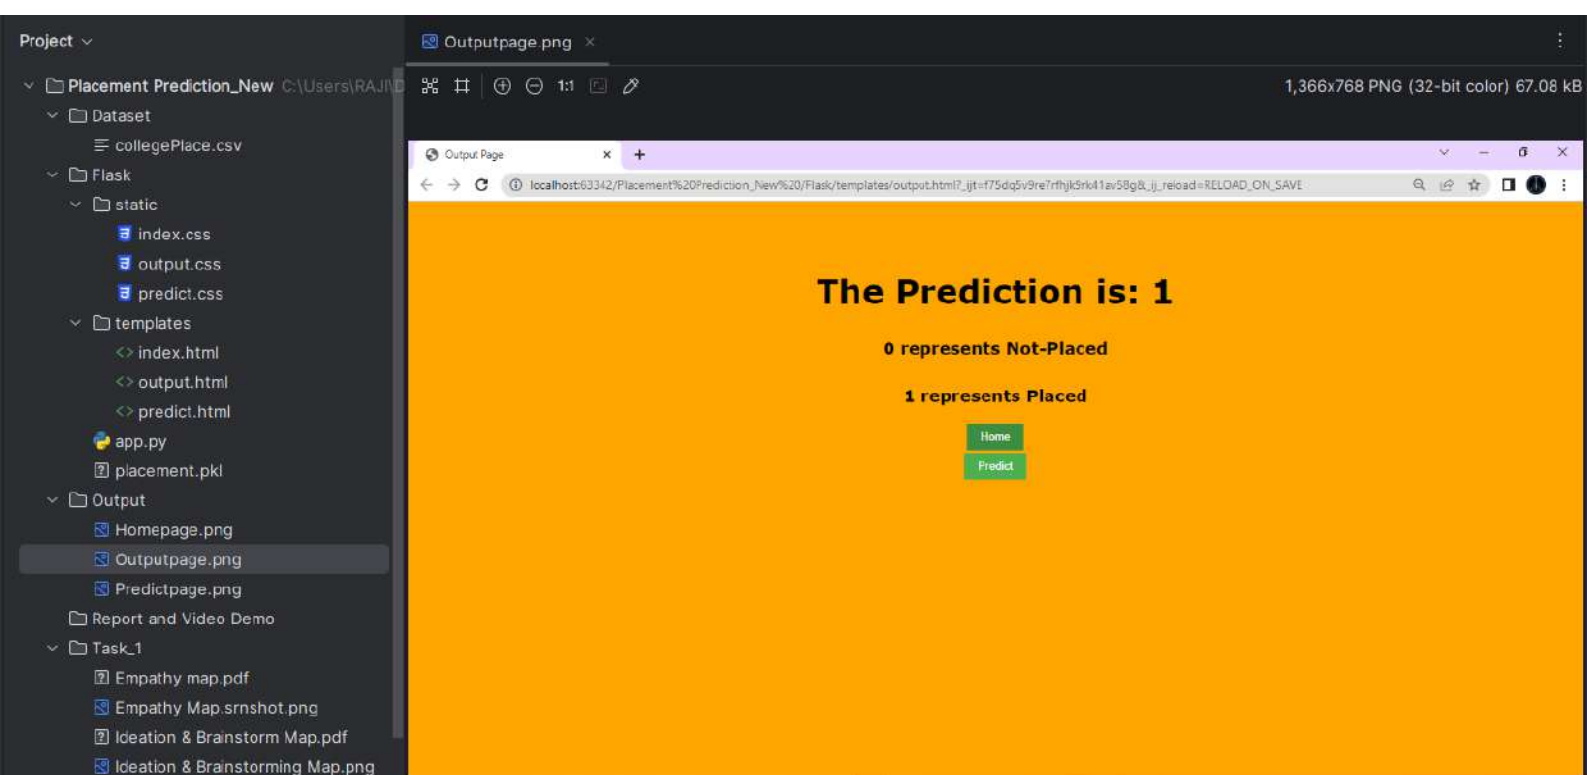 Project
Placement Prediction_New C:\Users\RAJI\D
Dataset
collegePlace.csv
Flask
static
index.css
output.css
predict.css
templates
index.html
output.html
predict.html
app.py
placement.pkl
Output
Homepage.png
Outputpage.png
Predictpage.png
Report and Video Demo
Task_1
Empathy map.pdf
Empathy Map.srnshot.png
Ideation & Brainstorm Map.pdf
Ideation & Brainstorming Map.png
Outputpage.png
1:1
1,366x768 PNG (32-bit color) 67.08 kB
Output Page
localhost:63342/Placement%20Prediction_New%20/Flask/templates/output.html?_ijt=f75dq5v9re7rfhjk5rk41av58g&_ij_reload=RELOAD_ON_SAVE
The Prediction is: 1
0 represents Not-Placed
1 represents Placed
Home
Predict